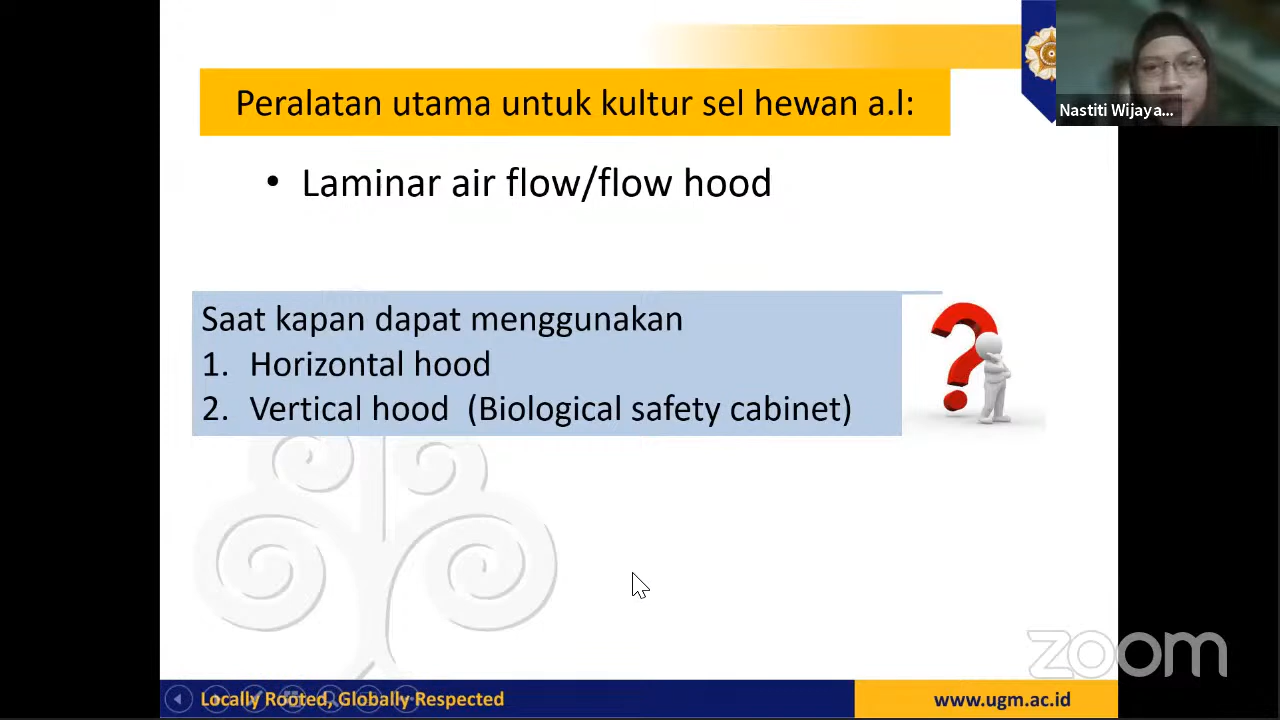 Peralatan utama untuk kultur sel hewan a.l:
Nastiti Wijaya...
• Laminar air flow/flow hood
Saat kapan dapat menggunakan
1. Horizontal hood
2. Vertical hood (Biological safety cabinet)
zoom
Locally Rooted, Globally Respected
www.ugm.ac.id